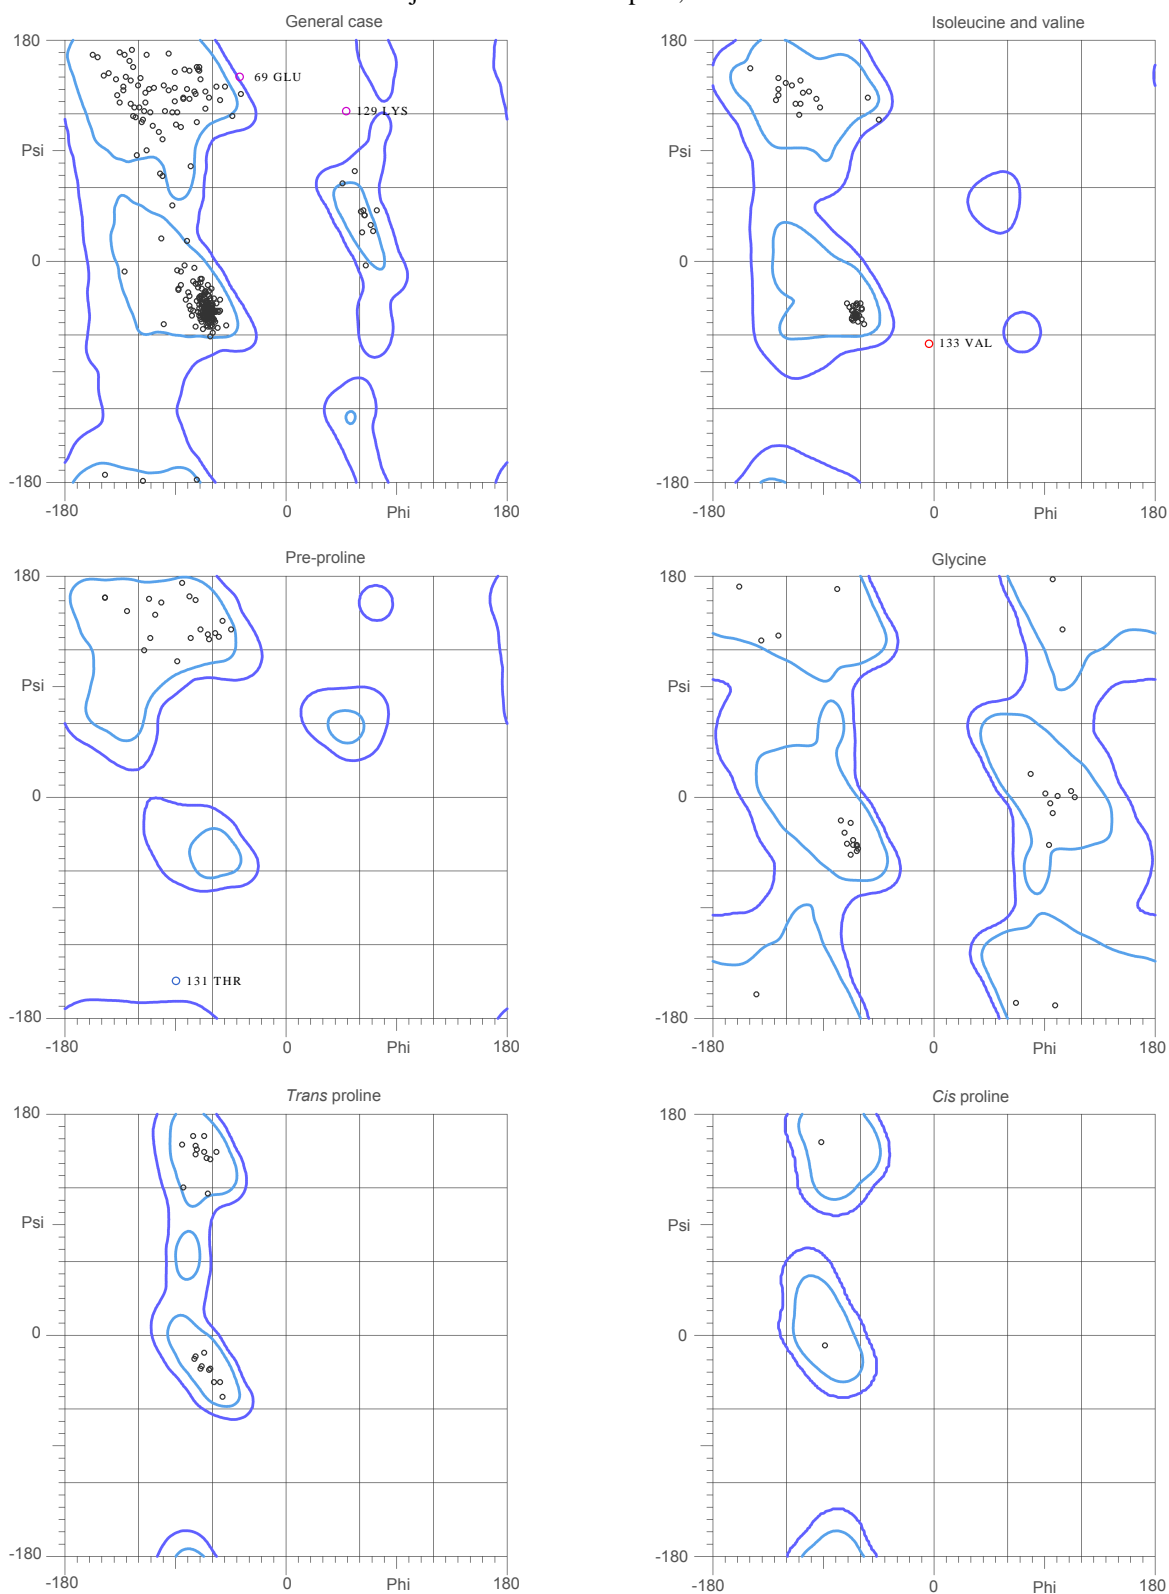 General case
180
Psi
0
-180
-180
0
Phi
180
69 GLU
129 LYS
Isoleucine and valine
180
Psi
0
-180
-180
0
Phi
180
133 VAL
Pre-proline
180
Psi
0
-180
-180
0
Phi
180
131 THR
Glycine
180
Psi
0
-180
-180
0
Phi
180
Trans proline
180
Psi
0
-180
-180
0
Phi
180
Cis proline
180
Psi
0
-180
-180
0
Phi
180